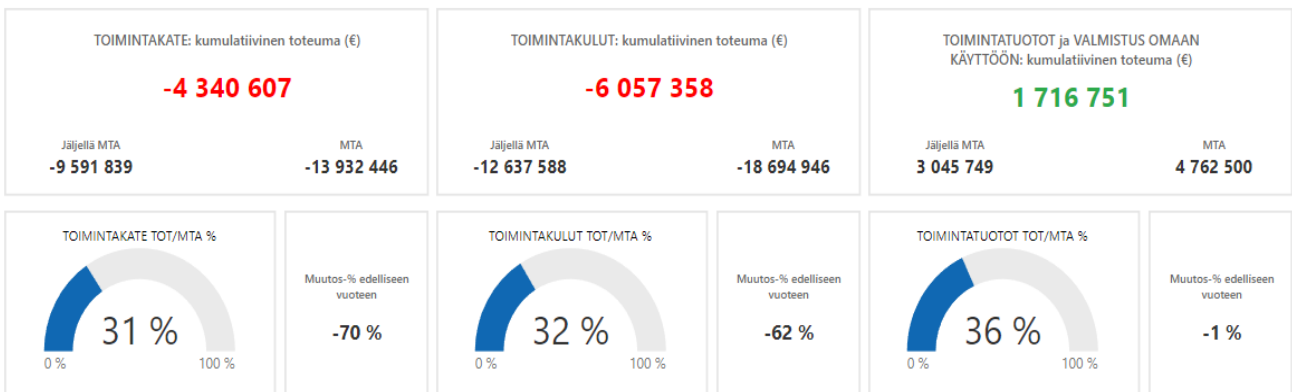 TOIMINTAKATE: kumulatiivinen toteuma (€)
-4 340 607
Jäljellä MTA
MTA
-9 591 839
-13 932 446
TOIMINTAKULUT: kumulatiivinen toteuma (€)
-6 057 358
Jäljellä MTA
MTA
-12 637 588
-18 694 946
TOIMINTATUOTOT ja VALMISTUS OMAAN
KÄYTTÖÖN: kumulatiivinen toteuma (€)
1 716 751
Jäljellä MTA
MTA
3 045 749
4 762 500
TOIMINTAKATE TOT/MTA %
31 %
0 %
100 %
Muutos-% edelliseen
vuoteen
-70 %
TOIMINTAKULUT TOT/MTA %
32 %
0 %
100 %
Muutos-% edelliseen
vuoteen
-62 %
TOIMINTATUOTOT TOT/MTA %
36 %
0 %
100 %
Muutos-% edelliseen
vuoteen
-1 %